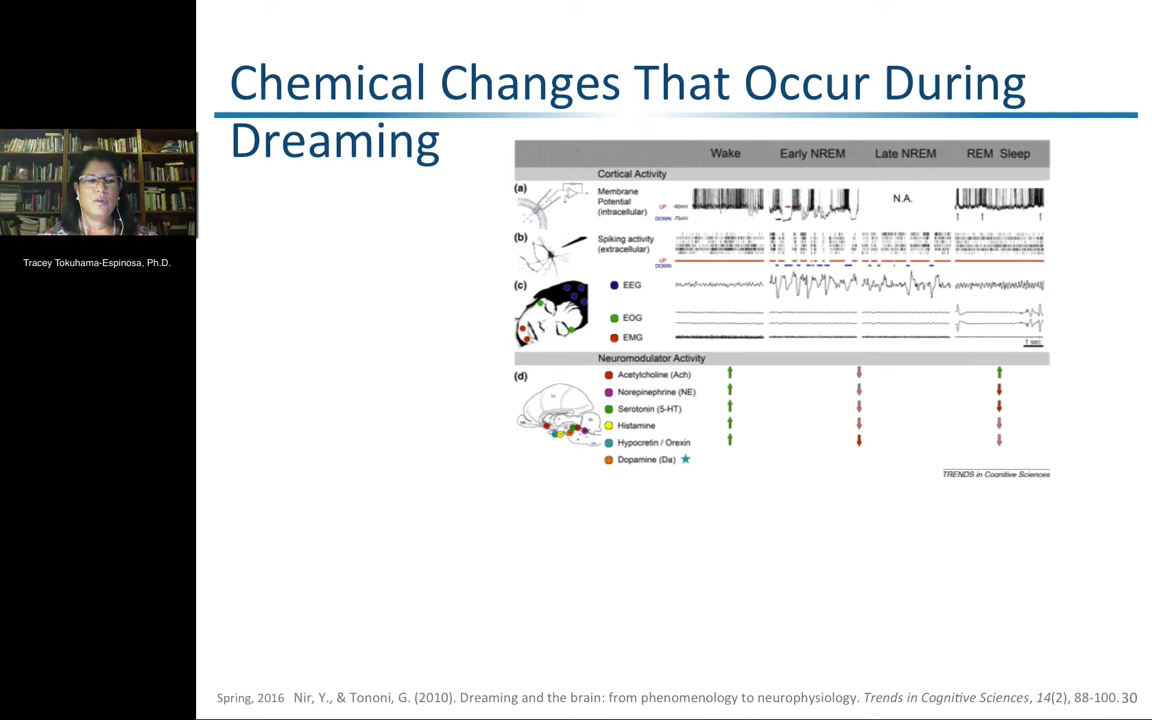 Chemical Changes That Occur During
Dreaming
Wake Early NREM Late NREM REM Sleep
Cortical Activity
(a) Membrane
Potential
(intracellular)
UP -60mV
DOWN -75mV
N.A.
(b) Spiking activity
(extracellular)
UP
DOWN
(c) EEG
EOG
EMG
1 sec
Neuromodulator Activity
(d) Acetylcholine (Ach)
Norepinephrine (NE)
Serotonin (5-HT)
Histamine
Hypocretin / Orexin
Dopamine (Da)
TRENDS in Cognitive Sciences
Tracey Tokuhama-Espinosa, Ph.D.
Spring, 2016 Nir, Y., & Tononi, G. (2010). Dreaming and the brain: from phenomenology to neurophysiology. Trends in Cognitive Sciences, 14(2), 88-100. 30